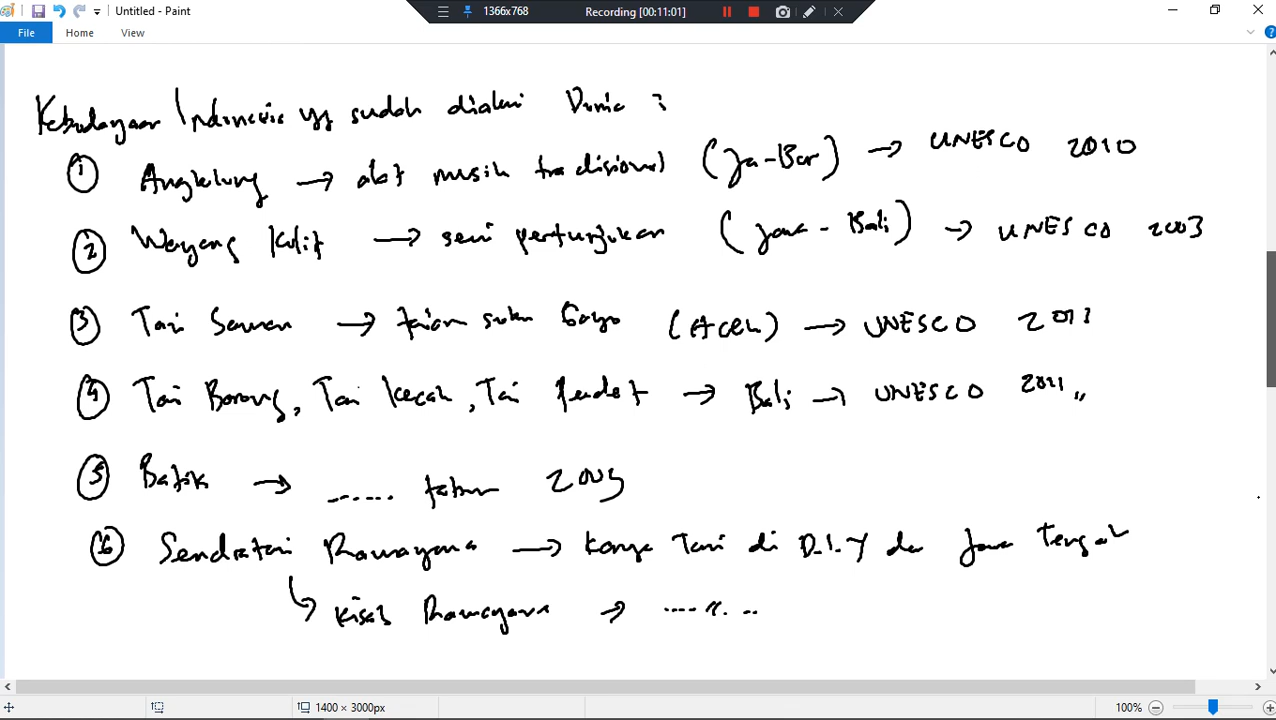 Untitled - Paint
1366x768
Recording [00:11:01]
File
Home
View
Kebudayaan Indonesia yg sudah diakui Dunia :
① Angklung → alat musik tradisional (Ja-Bar) → UNESCO 2010
② Wayang Kulit → seni pertunjukan (Jawa - Bali) → UNESCO 2003
③ Tari Saman → tarian suku Gayo (Aceh) → UNESCO 2011
④ Tari Barong, Tari Kecak, Tari Pendet → Bali → UNESCO 2011 "
⑤ Batik → ...... tahun 2009
⑥ Sendratari Ramayana → Karya Tari di D.I.Y dan Jawa Tengah
↳ Kisah Ramayana → ....
1400 × 3000px
100%